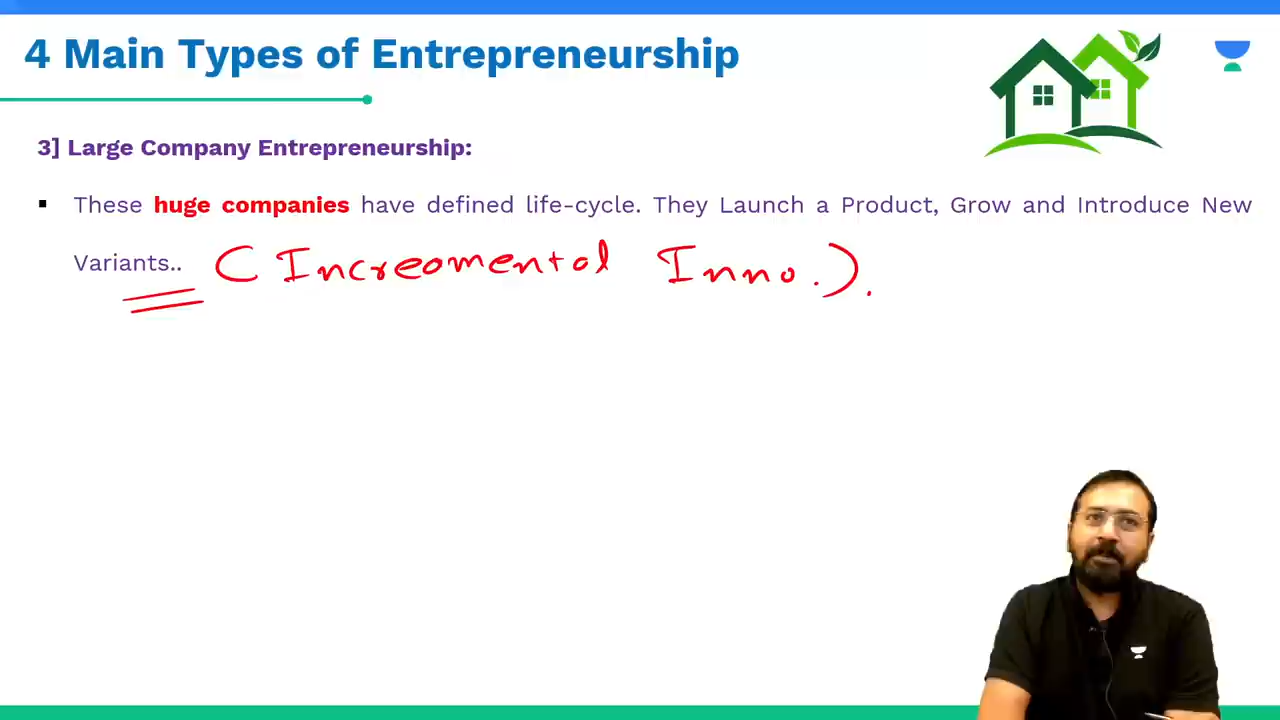 4 Main Types of Entrepreneurship
3] Large Company Entrepreneurship:
▪ These huge companies have defined life-cycle. They Launch a Product, Grow and Introduce New
Variants.. (Increomental Inno.).